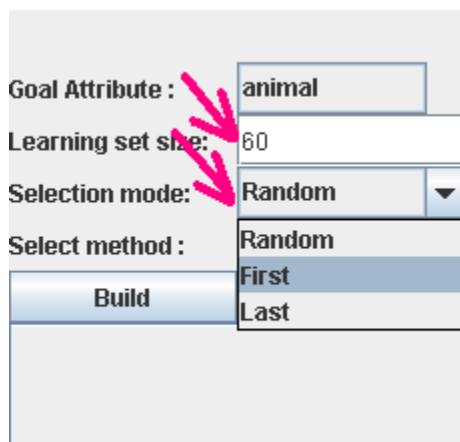 Goal Attribute : animal
Learning set size: 60
Selection mode: Random
Select method : Random
First
Build
Last